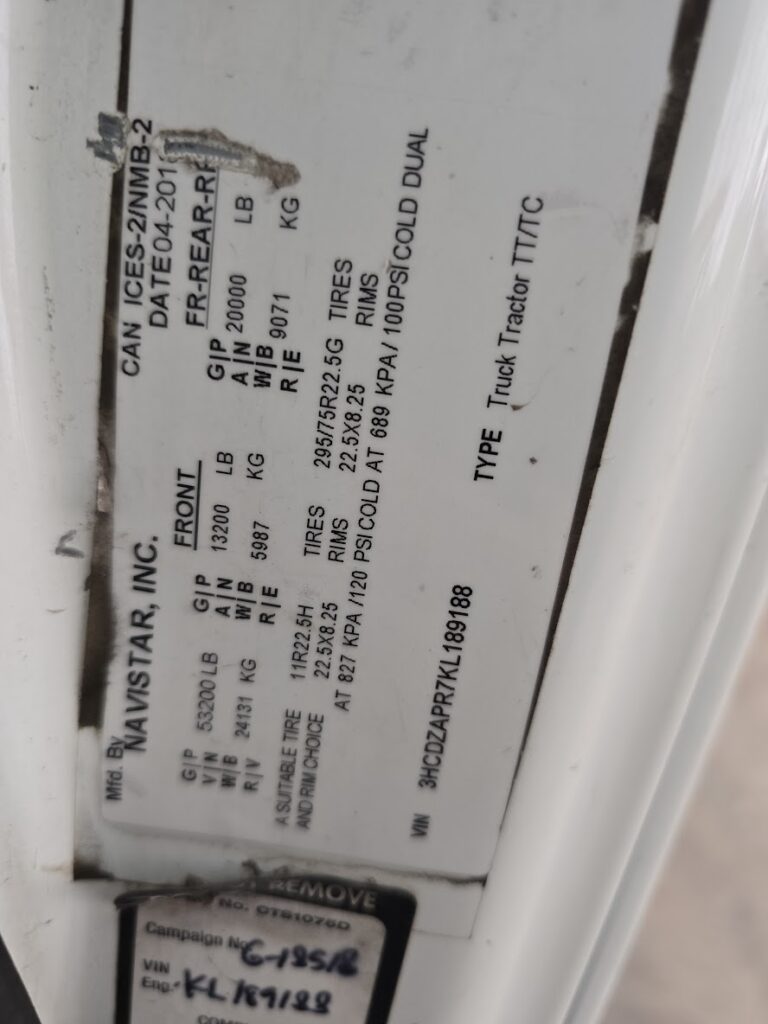 CAN ICES-2/NMB-2
DATE 04-201
Mfd. By
NAVISTAR, INC.
FRONT
FR-REAR-RR
G|P 53200 LB G|P 13200 LB G|P 20000 LB
V|N A|N A|N
W|B 24131 KG W|B 5987 KG W|B 9071 KG
R|V R|E R|E
A SUITABLE TIRE 11R22.5H TIRES 295/75R22.5G TIRES
AND RIM CHOICE 22.5X8.25 RIMS 22.5X8.25 RIMS
AT 827 KPA /120 PSI COLD AT 689 KPA/ 100PSI COLD DUAL
VIN 3HCDZAPR7KL189188 TYPE Truck Tractor TT/TC
REMOVE
No. CTS1075D
Campaign No
VIN
Eng. KL189188